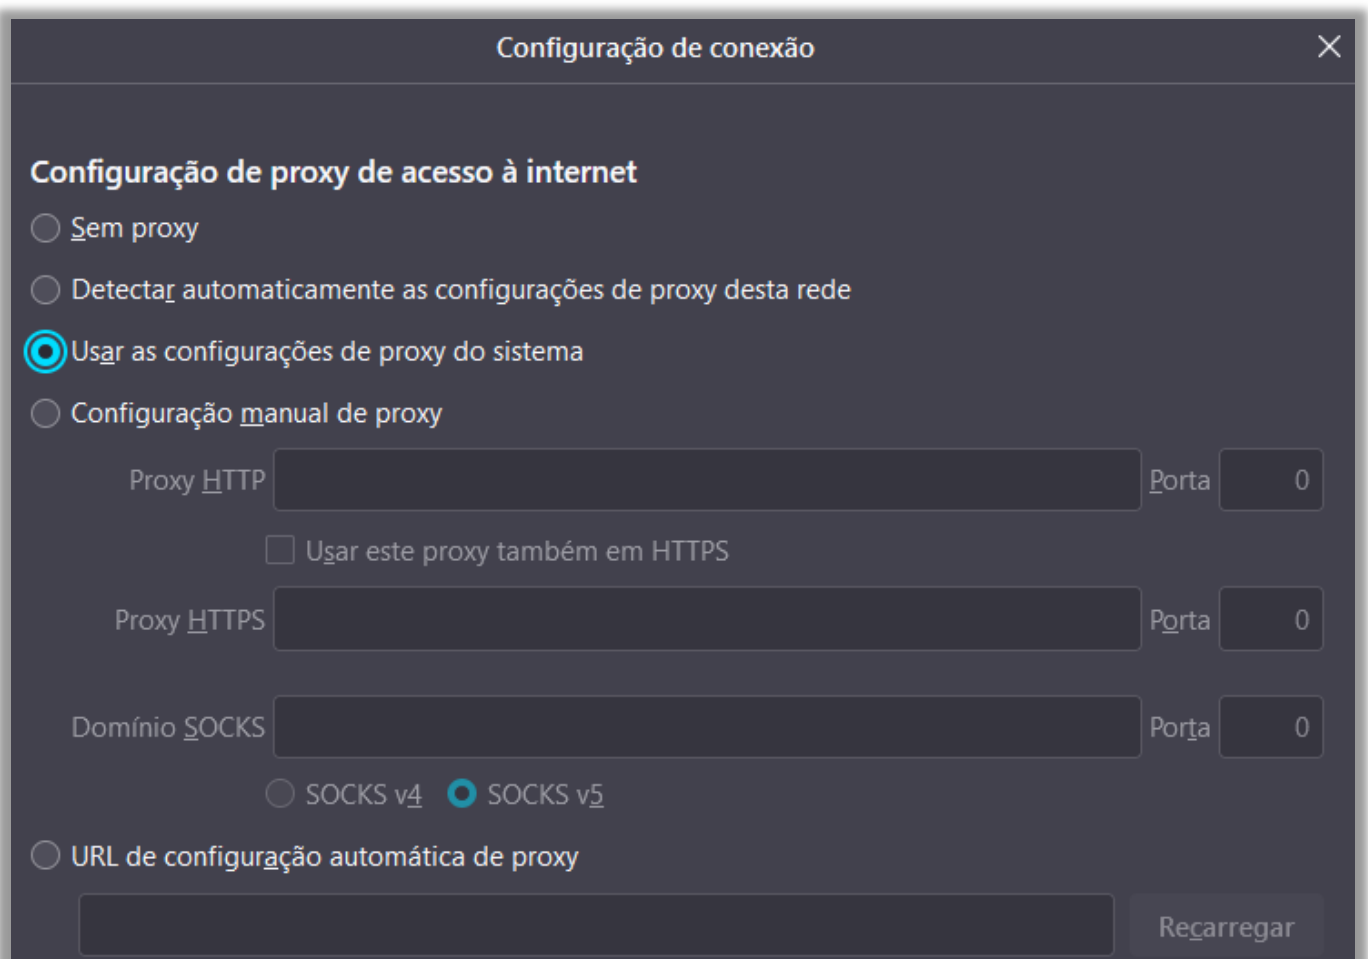 Configuração de conexão
Configuração de proxy de acesso à internet
Sem proxy
Detectar automaticamente as configurações de proxy desta rede
Usar as configurações de proxy do sistema
Configuração manual de proxy
Proxy HTTP Porta 0
Usar este proxy também em HTTPS
Proxy HTTPS Porta 0
Domínio SOCKS Porta 0
SOCKS v4 SOCKS v5
URL de configuração automática de proxy
Recarregar